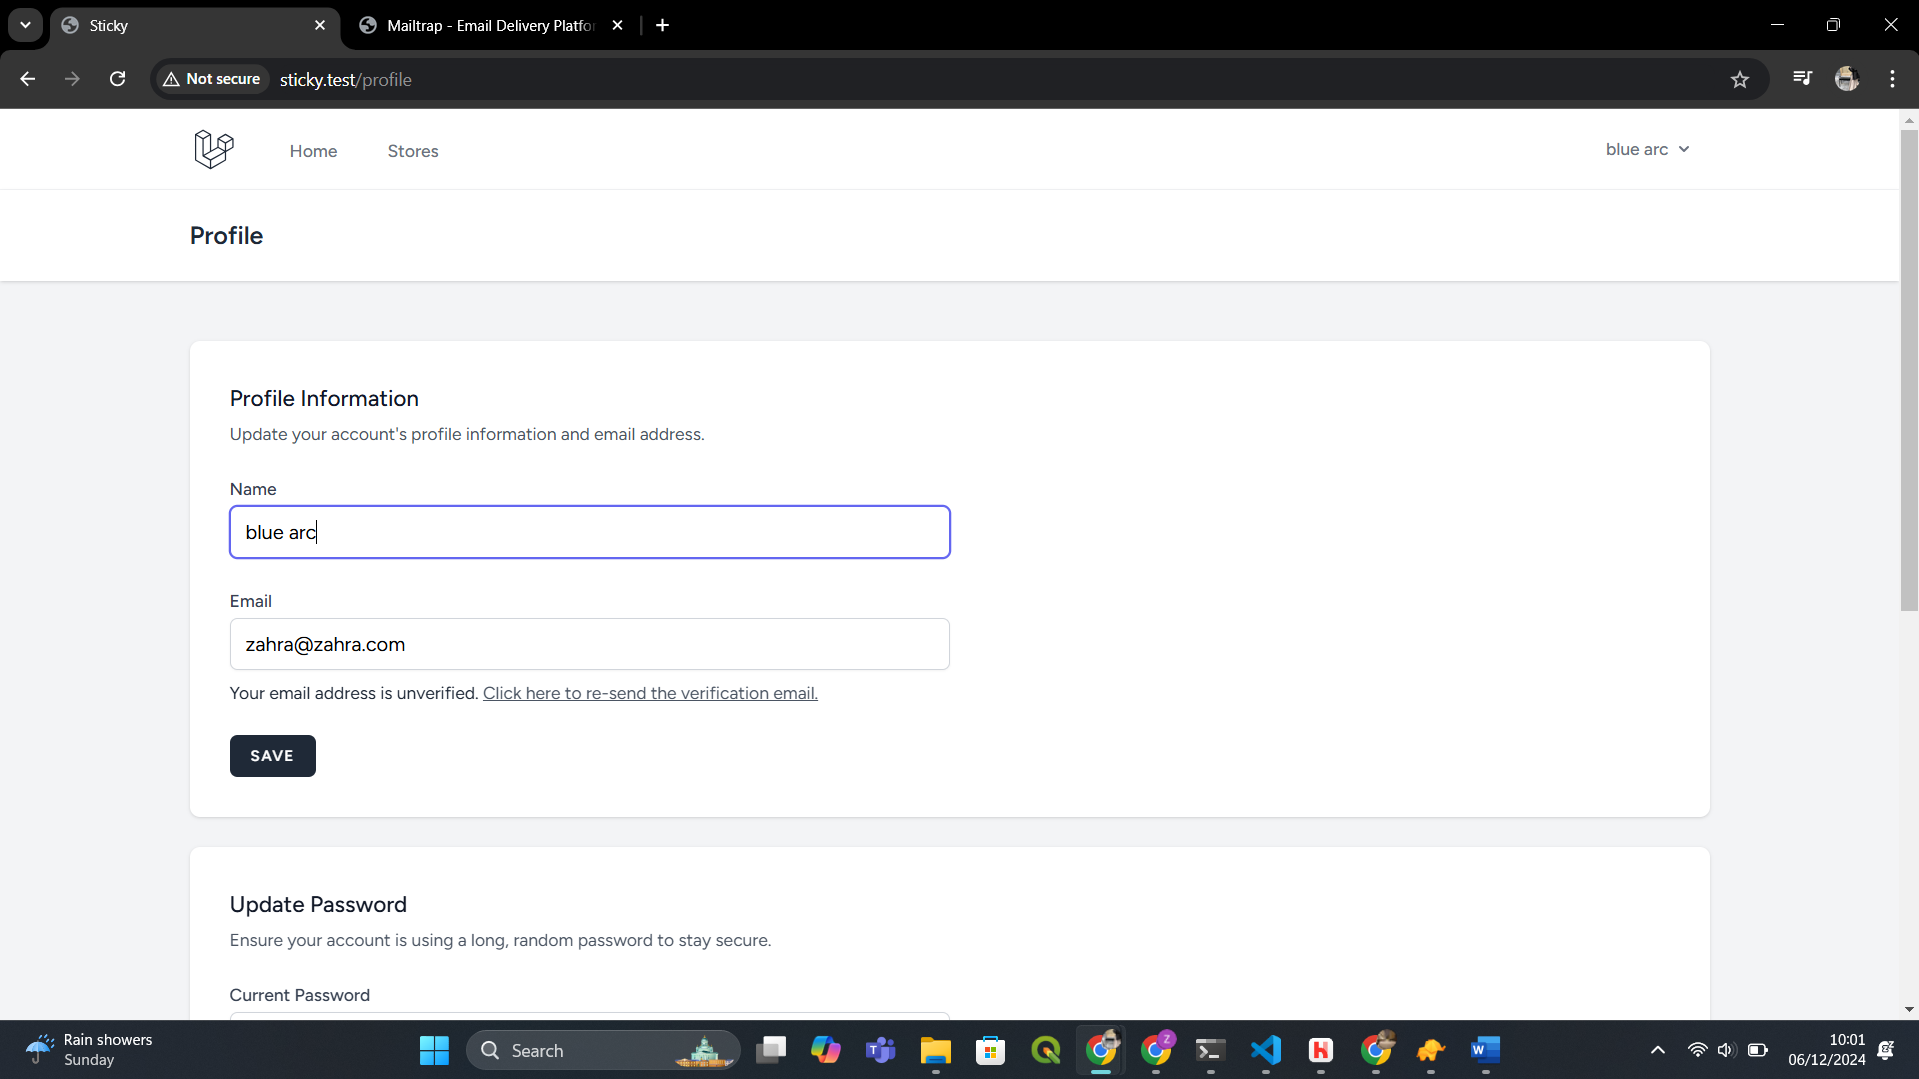 Sticky
Mailtrap - Email Delivery Platfo
Not secure
sticky.test/profile
Home
Stores
blue arc
Profile
Profile Information
Update your account's profile information and email address.
Name
blue arc
Email
zahra@zahra.com
Your email address is unverified. Click here to re-send the verification email.
SAVE
Update Password
Ensure your account is using a long, random password to stay secure.
Current Password
Rain showers
Sunday
Search
10:01
06/12/2024